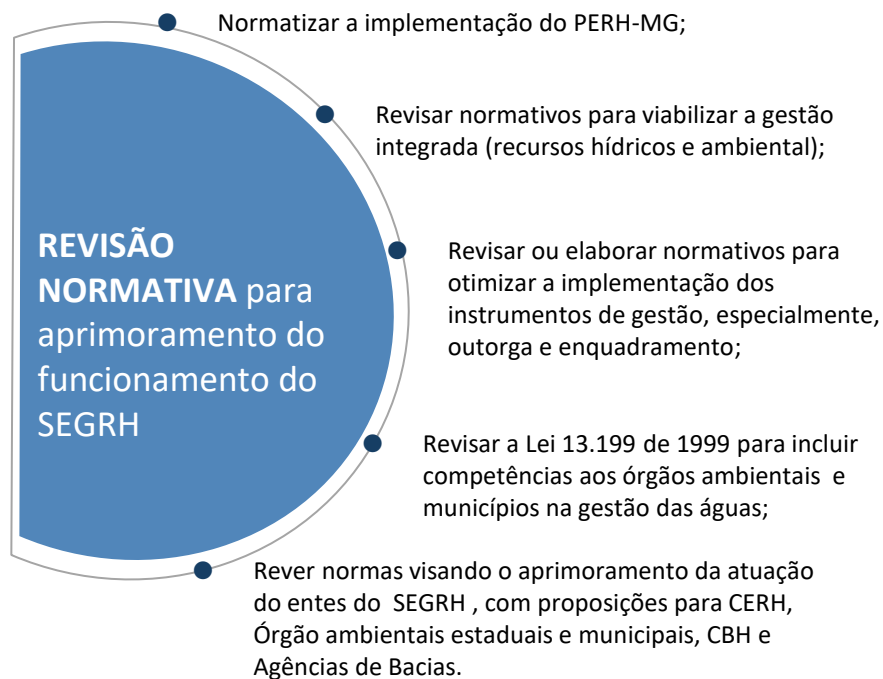 Normatizar a implementação do PERH-MG;
Revisar normativos para viabilizar a gestão
integrada (recursos hídricos e ambiental);
REVISÃO
NORMATIVA para
aprimoramento do
funcionamento do
SEGRH
Revisar ou elaborar normativos para
otimizar a implementação dos
instrumentos de gestão, especialmente,
outorga e enquadramento;
Revisar a Lei 13.199 de 1999 para incluir
competências aos órgãos ambientais e
municípios na gestão das águas;
Rever normas visando o aprimoramento da atuação
do entes do SEGRH , com proposições para CERH,
Órgão ambientais estaduais e municipais, CBH e
Agências de Bacias.